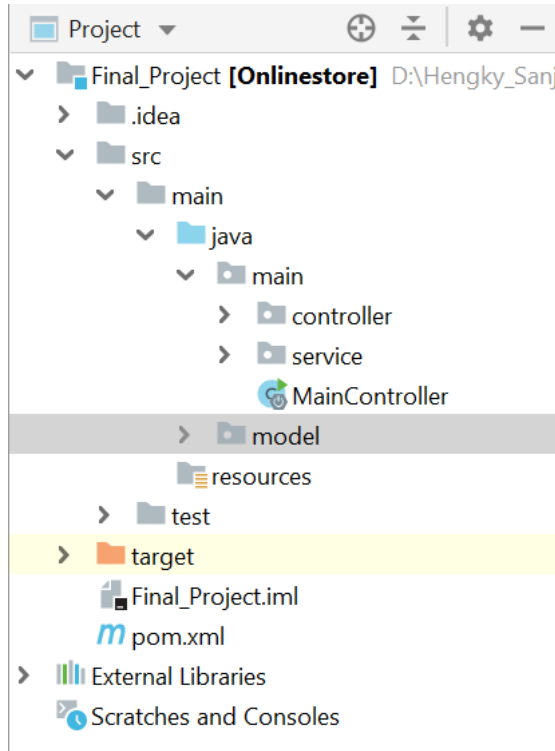 Project
Final_Project [Onlinestore] D:\Hengky_Sanj
.idea
src
main
java
main
controller
service
MainController
model
resources
test
target
Final_Project.iml
pom.xml
External Libraries
Scratches and Consoles